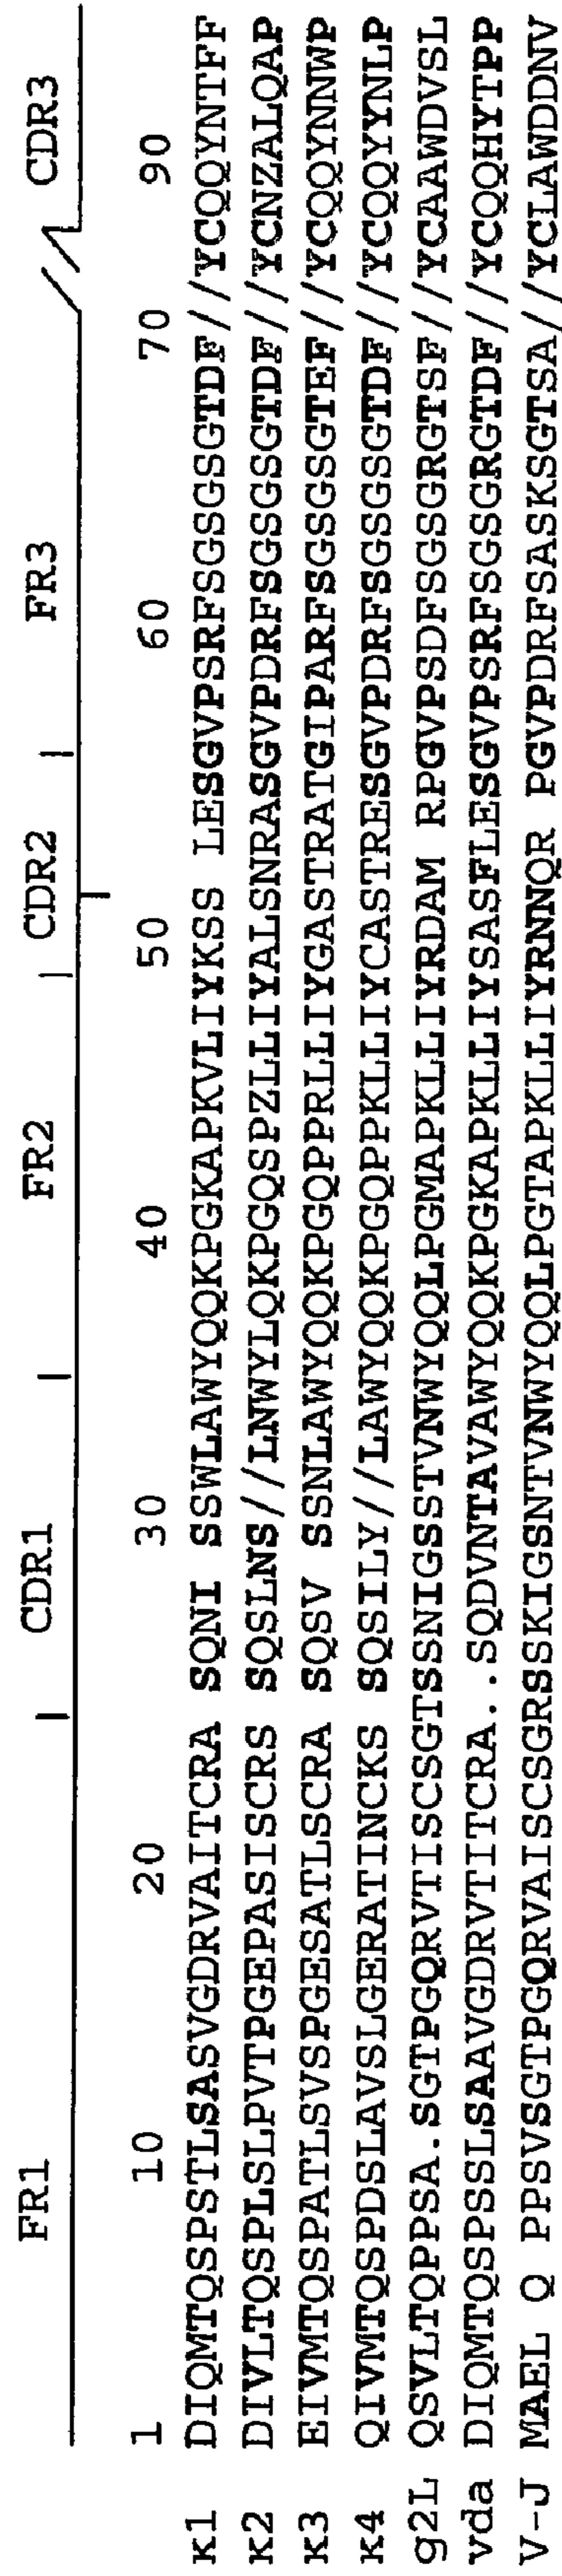 FR1 CDR1 FR2 CDR2 FR3 CDR3
1 10 20 30 40 50 60 70 90
κ1 DIQMTQSPSTLSASVGDRVAITCRA SQNI SSWLAWYQQKPGKAPKVLIYKSS LESGVPSRFSGSGSGTDF//YCQQYNTFF
κ2 DIVLTQSPLSLPVTPGEPASISCRS SQSLNS//LNWYLQKPGQSPZLLIYALSNRASGVPDRFSGSGSGTDF//YCNZALQAP
κ3 EIVMTQSPATLSVSPGESATLSCRA SQSV SSNLAWYQQKPGQPPRLLIYGASTRATGIPARFSGSGSGTEF//YCQQYNNWP
κ4 QIVMTQSPDSLAVSLGERATINCKS SQSILY//LAWYQQKPGQPPKLLIYCASTRESGVPDRFSGSGSGTDF//YCQQYYNLP
g2L QSVLTQPPSA.SGTPGQRVTISCSGTSSNIGSSTVNWYQQLPGMAPKLLIYRDAM RPGVPSDFSGSGRGTSF//YCAAWDVSL
vda DIQMTQSPSSLSAAVGDRVTITCRA..SQDVNTAVAWYQQKPGKAPKLLIYSASFLESGVPSRFSGSGRGTDF//YCQQHYTPP
V-J MAEL Q PPSVSGTPGQRVAISCSGRSSKIGSNTVNWYQQLPGTAPKLLIYRNNQR PGVPDRFSASKSGTSA//YCLAWDDNV